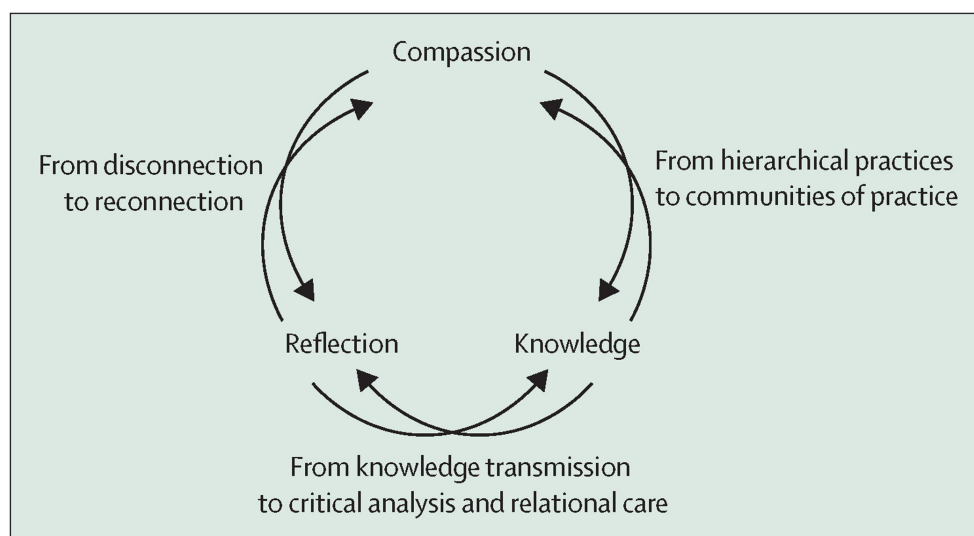 Compassion
From disconnection
to reconnection
From hierarchical practices
to communities of practice
Reflection
Knowledge
From knowledge transmission
to critical analysis and relational care